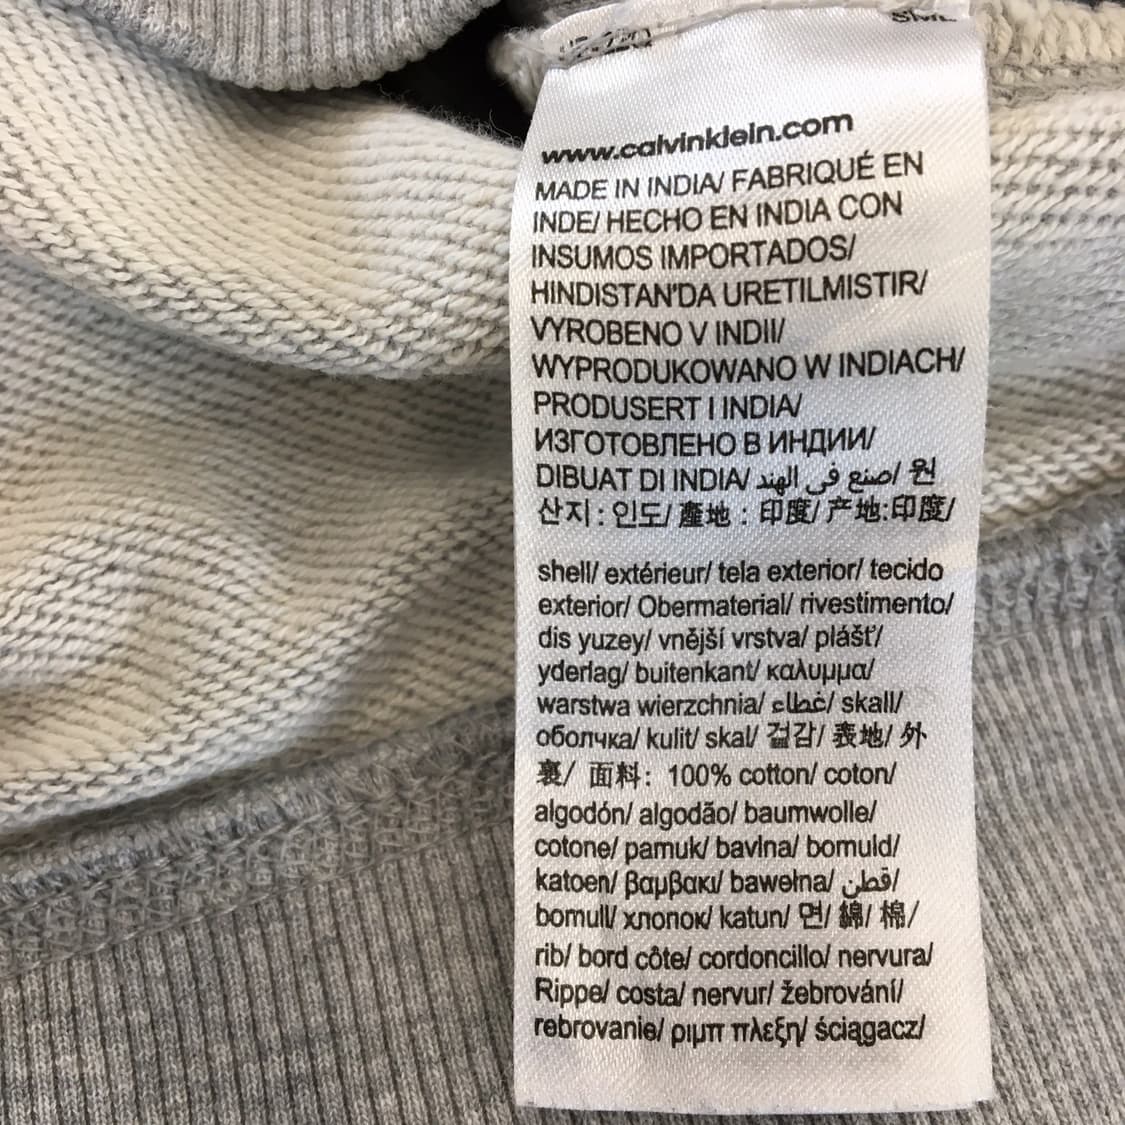 www.calvinklein.com
MADE IN INDIA/ FABRIQUÉ EN
INDE/ HECHO EN INDIA CON
INSUMOS IMPORTADOS/
HINDISTAN'DA URETILMISTIR/
VYROBENO V INDII/
WYPRODUKOWANO W INDIACH/
PRODUSERT I INDIA/
ИЗГОТОВЛЕНО В ИНДИИ/
DIBUAT DI INDIA/ صنع في الهند/ 원
산지 : 인도/ 產地 : 印度/ 产地:印度/
shell/ extérieur/ tela exterior/ tecido
exterior/ Obermaterial/ rivestimento/
dis yuzey/ vnější vrstva/ plášť/
yderlag/ buitenkant/ καλυμμα/
warstwa wierzchnia/ غطاء/ skall/
оболчка/ kulit/ skal/ 겉감/ 表地/ 外
裏/ 面料: 100% cotton/ coton/
algodón/ algodão/ baumwolle/
cotone/ pamuk/ bavlna/ bomuld/
katoen/ βαμβακι/ bawełna/ قطن/
bomull/ хлопок/ katun/ 면/ 綿/ 棉/
rib/ bord côte/ cordoncillo/ nervura/
Rippe/ costa/ nervur/ žebrování/
rebrovanie/ ριμπ πλεξη/ ściągacz/